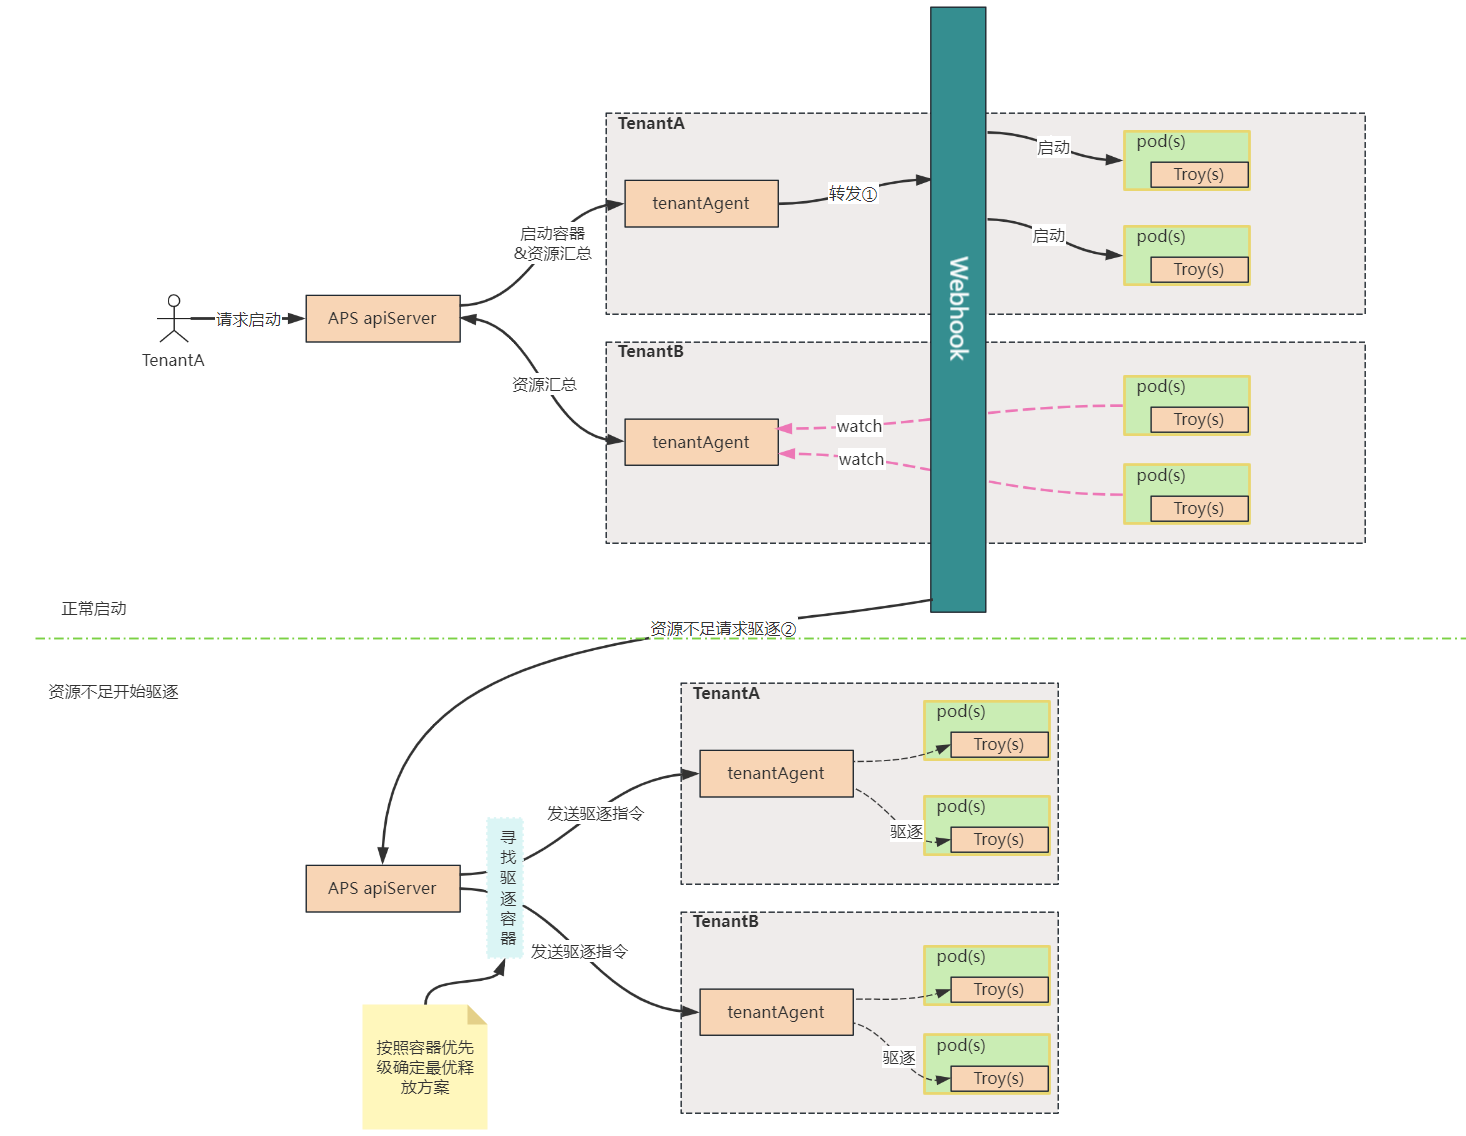 TenantA
启动
pod(s)
Troy(s)
tenantAgent
转发①
启动容器
&资源汇总
启动
pod(s)
Troy(s)
Webhook
请求启动
APS apiServer
TenantA
TenantB
资源汇总
pod(s)
Troy(s)
watch
tenantAgent
watch
pod(s)
Troy(s)
正常启动
资源不足请求驱逐②
资源不足开始驱逐
TenantA
pod(s)
Troy(s)
tenantAgent
发送驱逐指令
pod(s)
驱逐
Troy(s)
寻
找
驱
逐
容
器
APS apiServer
TenantB
发送驱逐指令
pod(s)
Troy(s)
tenantAgent
pod(s)
驱逐
Troy(s)
按照容器优先
级确定最优释
放方案